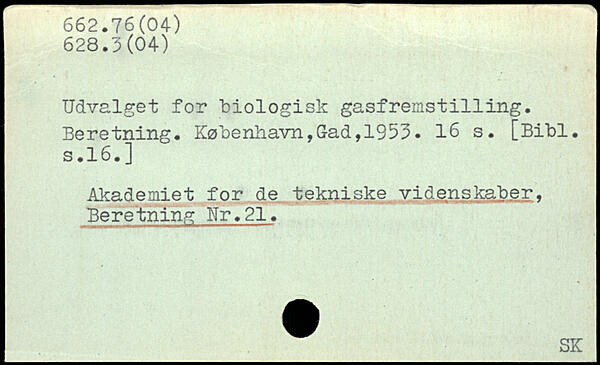 662.76(04)
628.3(04)
Udvalget for biologisk gasfremstilling.
Beretning. København,Gad,1953. 16 s. [Bibl.
s.16.]
Akademiet for de tekniske videnskaber,
Beretning Nr.21.
SK